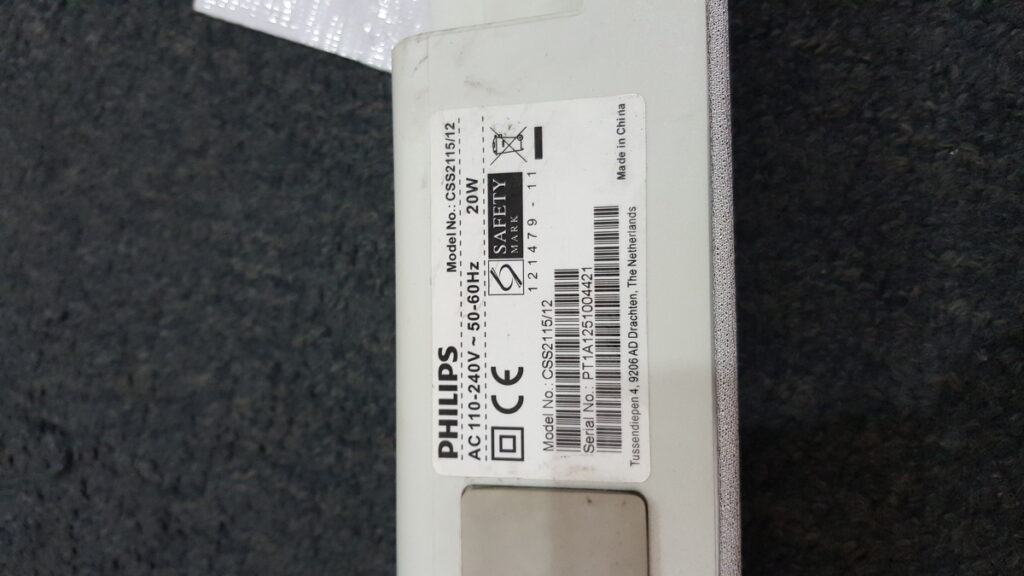 PHILIPS
Model No.: CSS2115/12
AC 110-240V ~ 50-60Hz 20W
CE
SAFETY
MARK
121479-11
Model No.: CSS2115/12
Serial No.: PT1A1251004421
Tussendiepen 4, 9206 AD Drachten, The Netherlands
Made in China